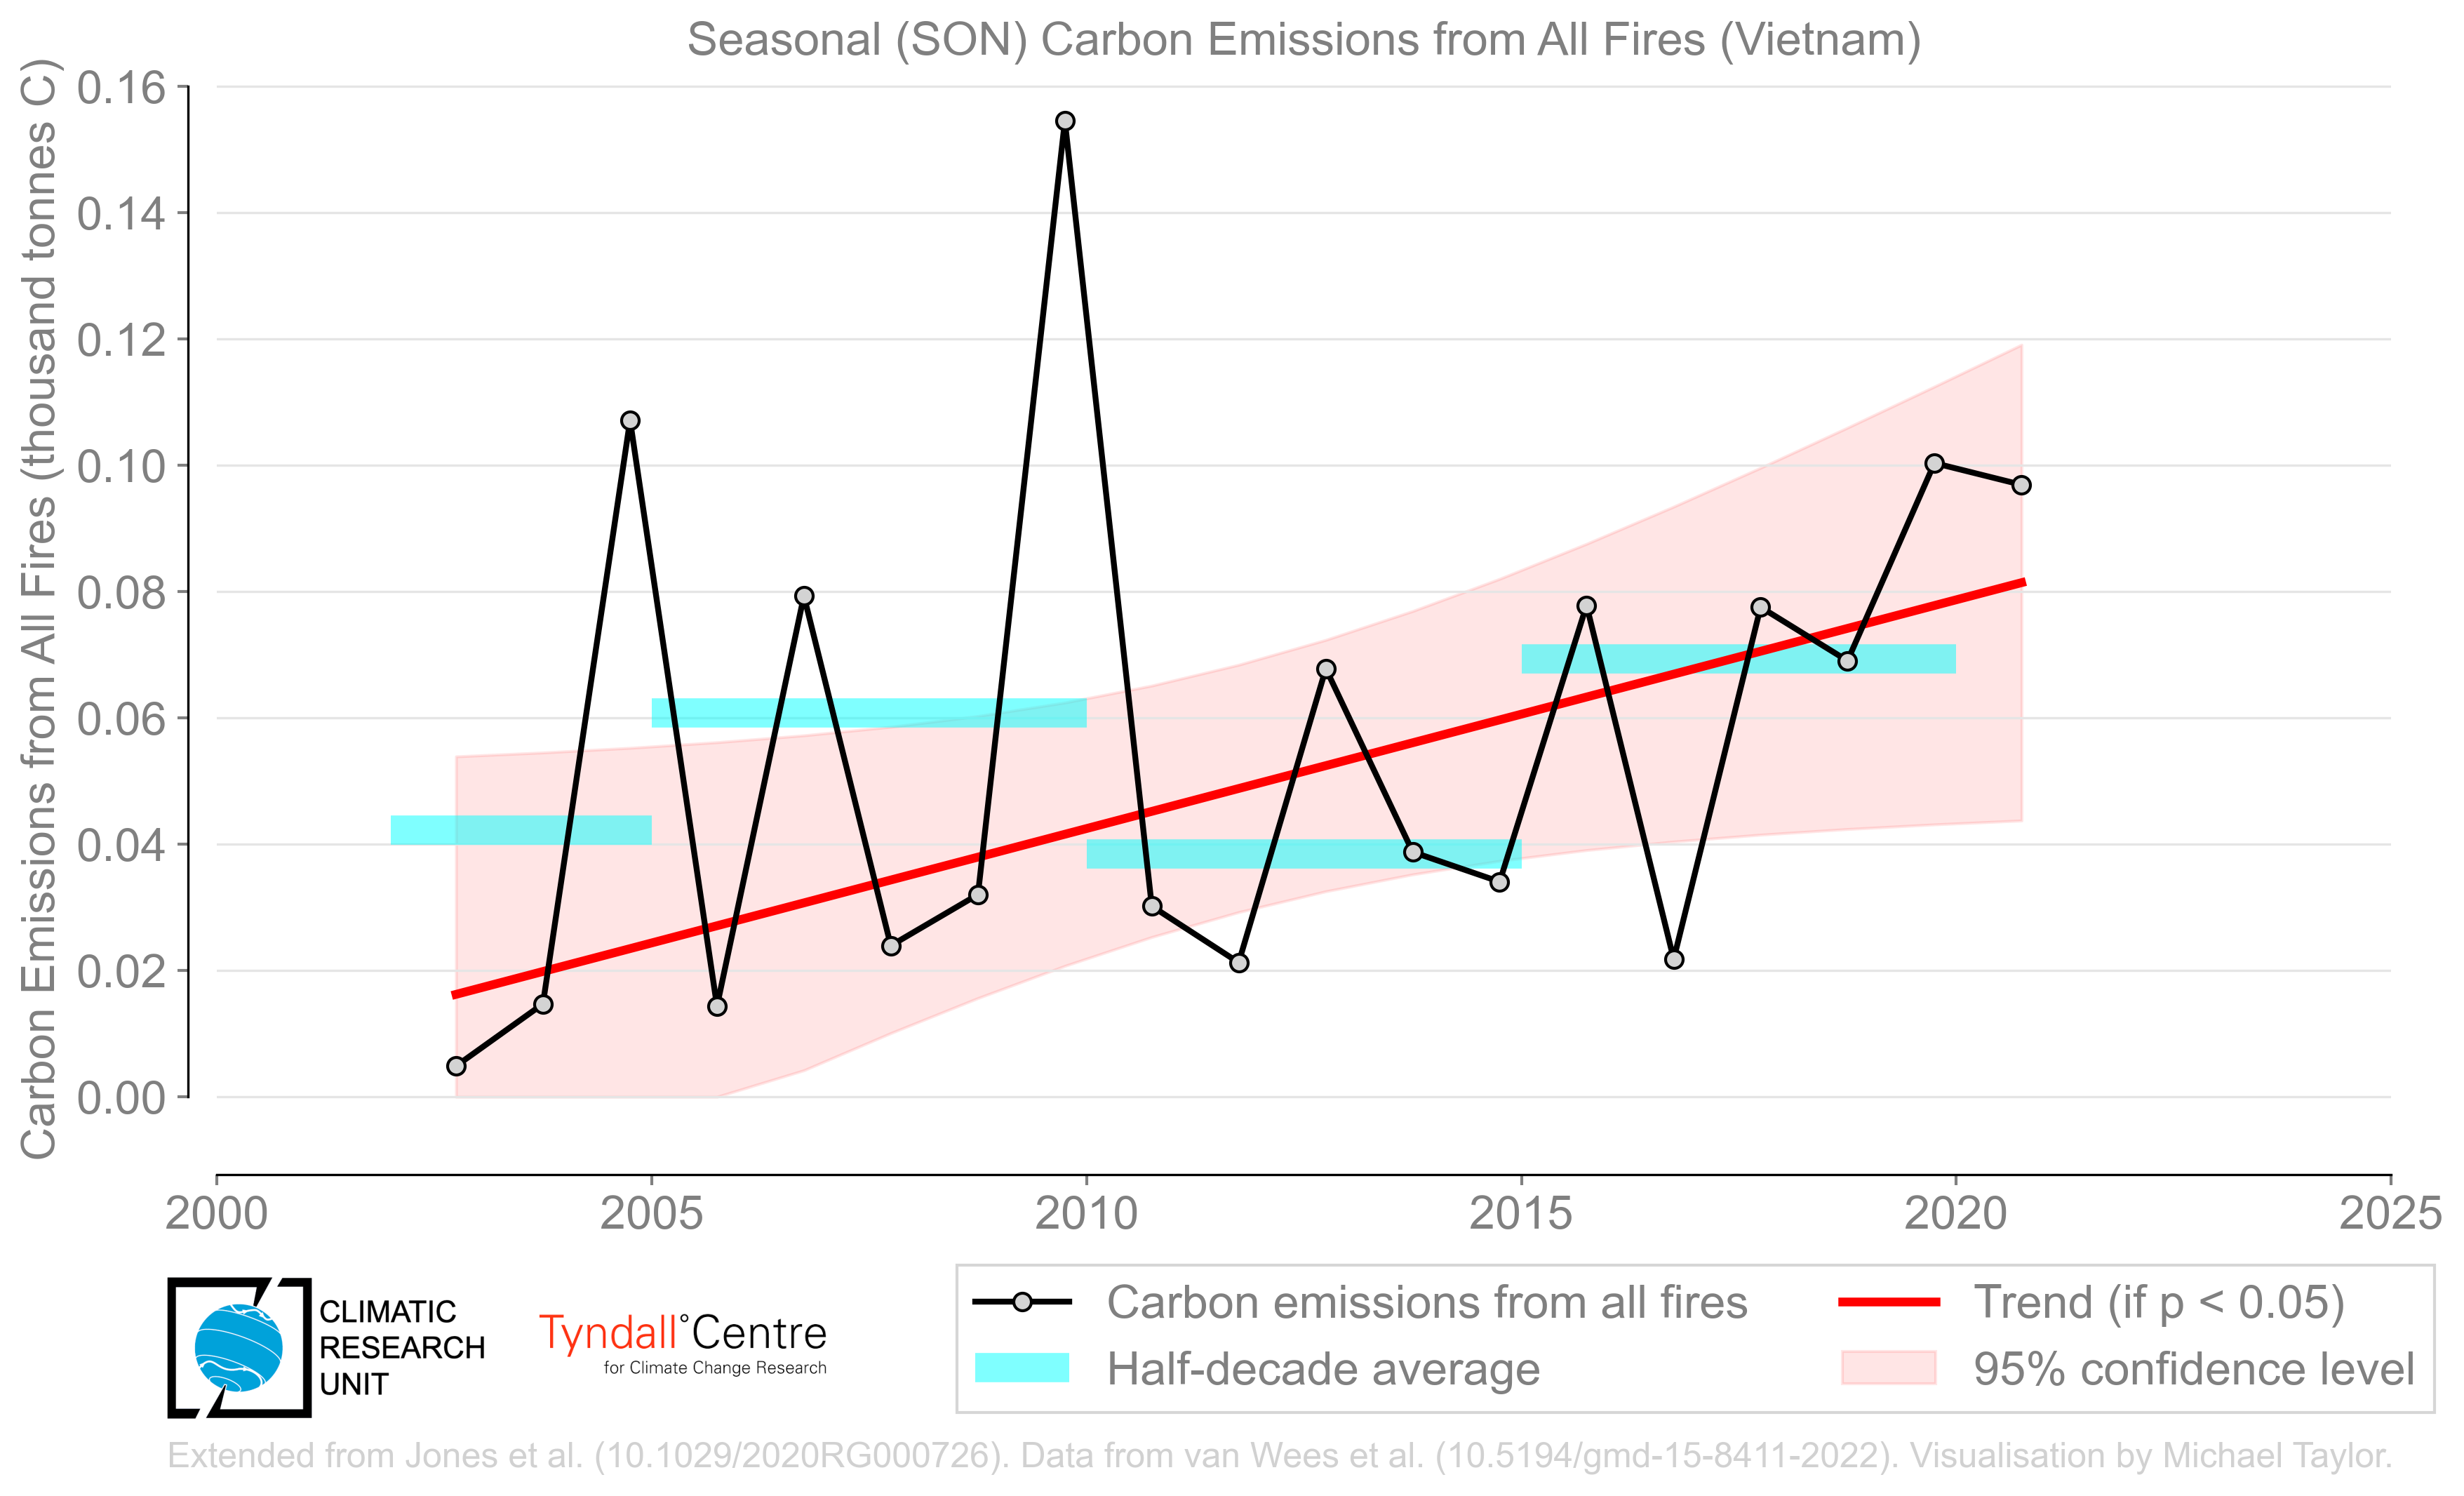 Seasonal (SON) Carbon Emissions from All Fires (Vietnam)
Carbon Emissions from All Fires (thousand tonnes C)
0.16
0.14
0.12
0.10
0.08
0.06
0.04
0.02
0.00
2000
2005
2010
2015
2020
2025
CLIMATIC
RESEARCH
UNIT
Tyndall°Centre
for Climate Change Research
Carbon emissions from all fires
Half-decade average
Trend (if p < 0.05)
95% confidence level
Extended from Jones et al. (10.1029/2020RG000726). Data from van Wees et al. (10.5194/gmd-15-8411-2022). Visualisation by Michael Taylor.